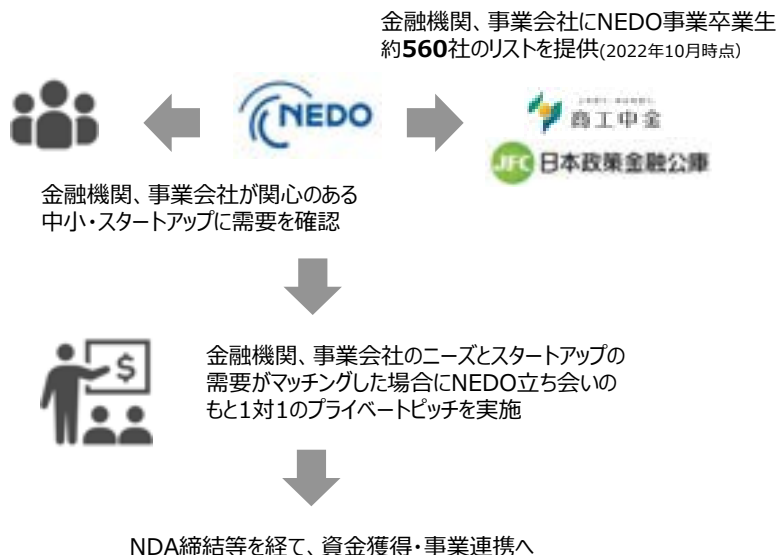 金融機関、事業会社にNEDO事業卒業生
約560社のリストを提供(2022年10月時点)
NEDO
商工中金
JFC 日本政策金融公庫
金融機関、事業会社が関心のある
中小・スタートアップに需要を確認
$
金融機関、事業会社のニーズとスタートアップの
需要がマッチングした場合にNEDO立ち会いの
もと1対1のプライベートピッチを実施
NDA締結等を経て、資金獲得・事業連携へ